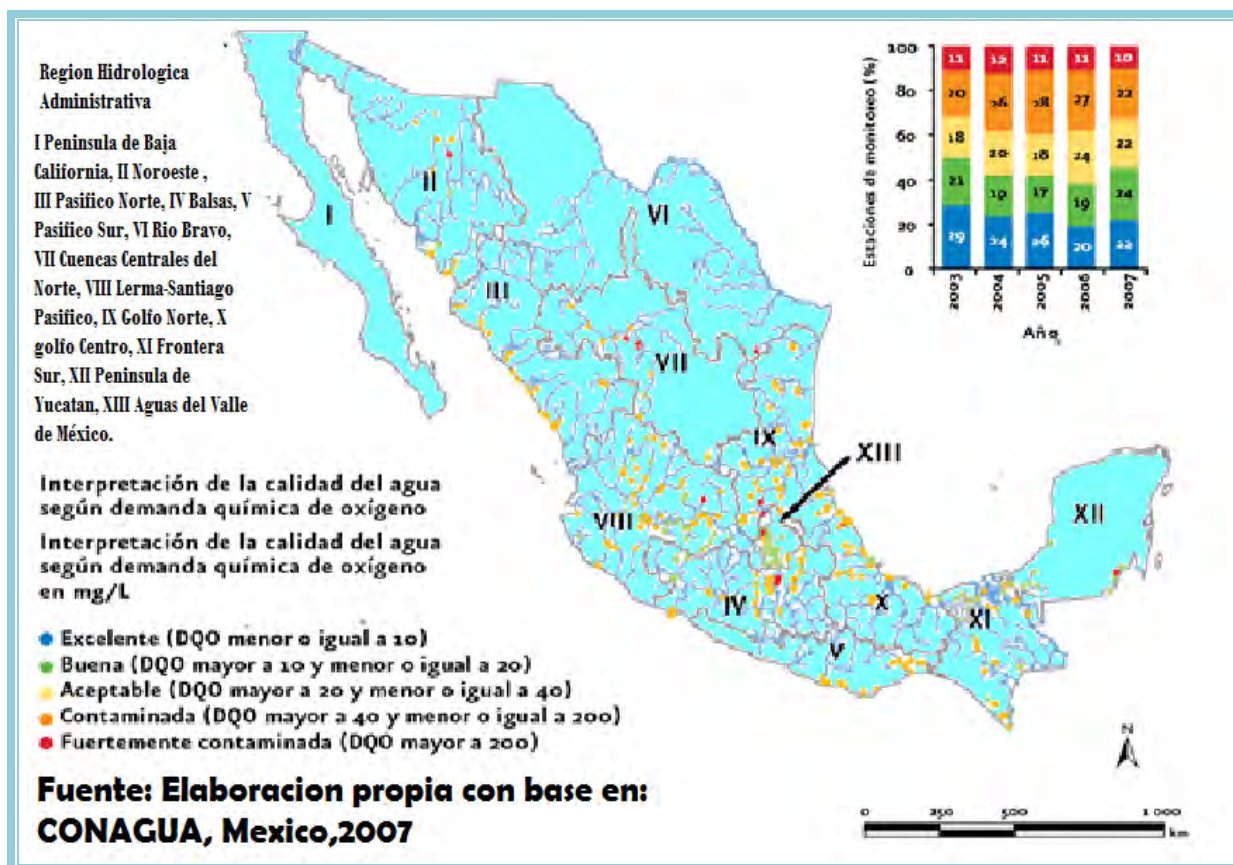 Region Hidrologica
Administrativa
I Peninsula de Baja
California, II Noroeste ,
III Pasifico Norte, IV Balsas, V
Pasifico Sur, VI Rio Bravo,
VII Cuencas Centrales del
Norte, VIII Lerma-Santiago
Pasifico, IX Golfo Norte, X
golfo Centro, XI Frontera
Sur, XII Peninsula de
Yucatan, XIII Aguas del Valle
de México.
Interpretación de la calidad del agua
según demanda química de oxígeno
Interpretación de la calidad del agua
según demanda química de oxígeno
en mg/L
Excelente (DQO menor o igual a 10)
Buena (DQO mayor a 10 y menor o igual a 20)
Aceptable (DQO mayor a 20 y menor o igual a 40)
Contaminada (DQO mayor a 40 y menor o igual a 200)
Fuertemente contaminada (DQO mayor a 200)
Fuente: Elaboracion propia con base en:
CONAGUA, Mexico,2007
I
II
III
VI
VII
IX
XIII
VIII
IV
X
V
XI
XII
Estaciones de monitoreo (%)
100
80
60
40
20
0
11 12 11 11 10
20 26 28 27 22
18 20 18 24 22
21 19 17 19 24
29 24 26 20 22
2003 2004 2005 2006 2007
Año
N
0 250 500 1 000
km